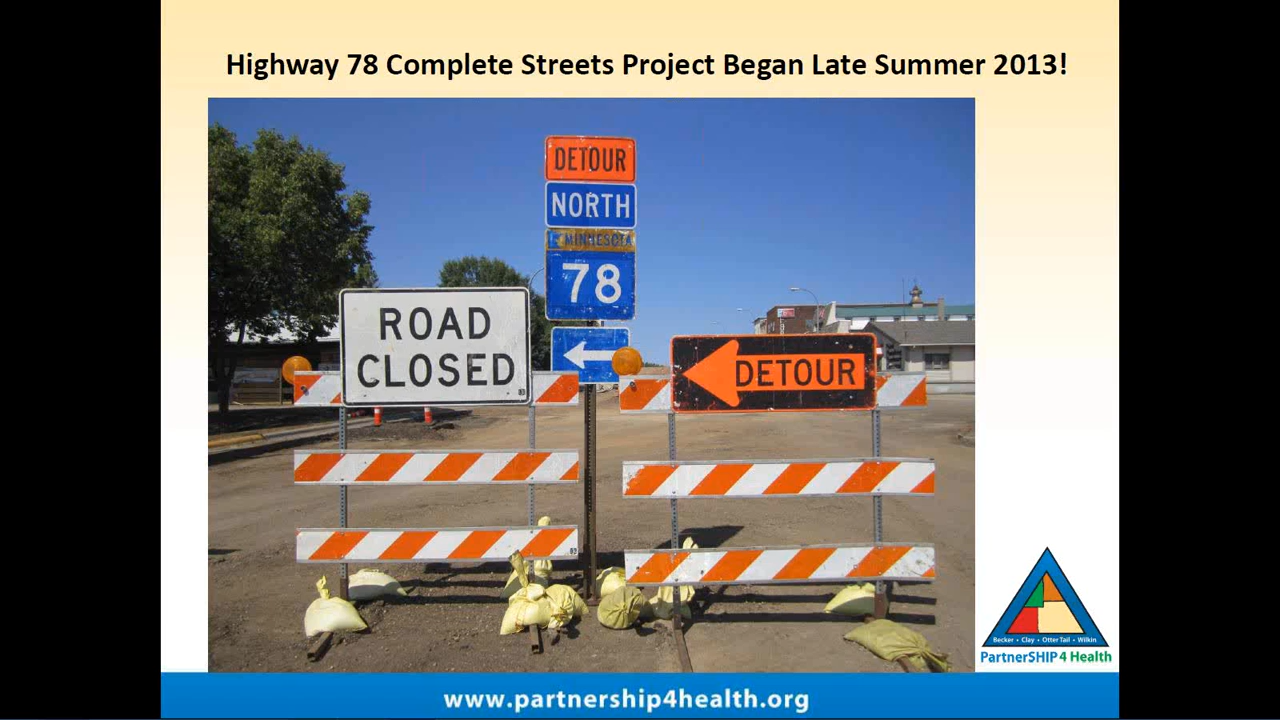 Highway 78 Complete Streets Project Began Late Summer 2013!
DETOUR
NORTH
MINNESOTA
78
ROAD
CLOSED
DETOUR
Becker • Clay • Otter Tail • Wilkin
PartnerSHIP 4 Health
www.partnership4health.org